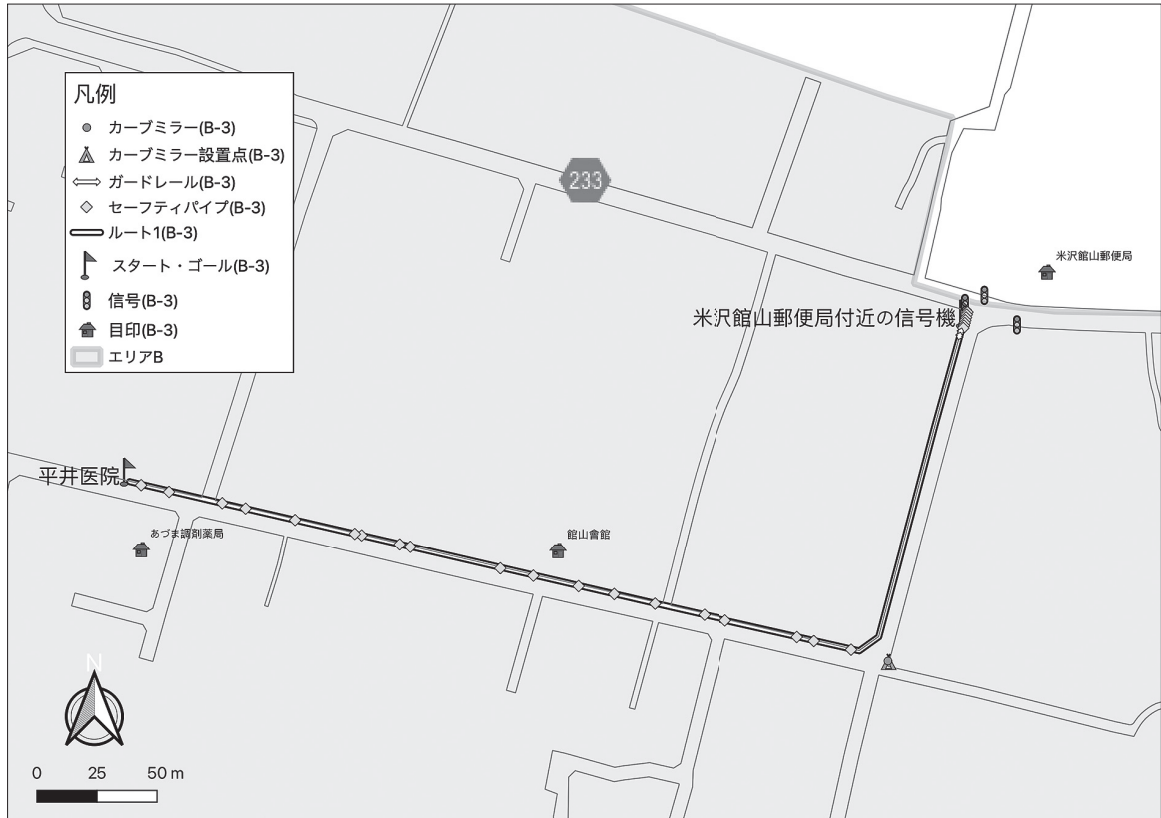 凡例
カーブミラー(B-3)
カーブミラー設置点(B-3)
ガードレール(B-3)
セーフティパイプ(B-3)
ルート1(B-3)
スタート・ゴール(B-3)
信号(B-3)
目印(B-3)
エリアB
233
米沢館山郵便局
米沢館山郵便局付近の信号機
平井医院
あづま調剤薬局
館山會館
N
0 25 50 m